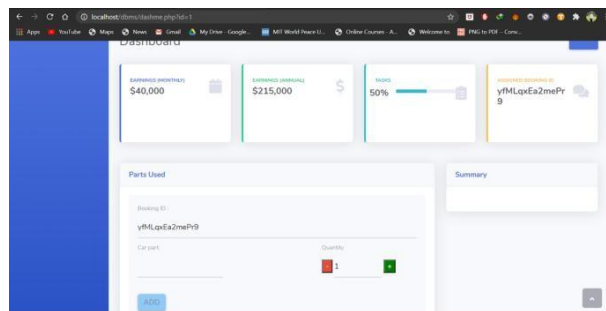 localhost/dbms/dashme.php?id=1
Apps YouTube Maps News Gmail My Drive - Google... MIT World Peace U... Online Courses - A... Welcome to PNG to PDF – Conv...
Dashboard
EARNINGS (MONTHLY)
$40,000
EARNINGS (ANNUAL)
$215,000
TASKS
50%
ASSIGNED BOOKING ID
yfMLqxEa2mePr
9
Parts Used
Summary
Booking ID :
yfMLqxEa2mePr9
Car part
Quantity
- 1 +
ADD